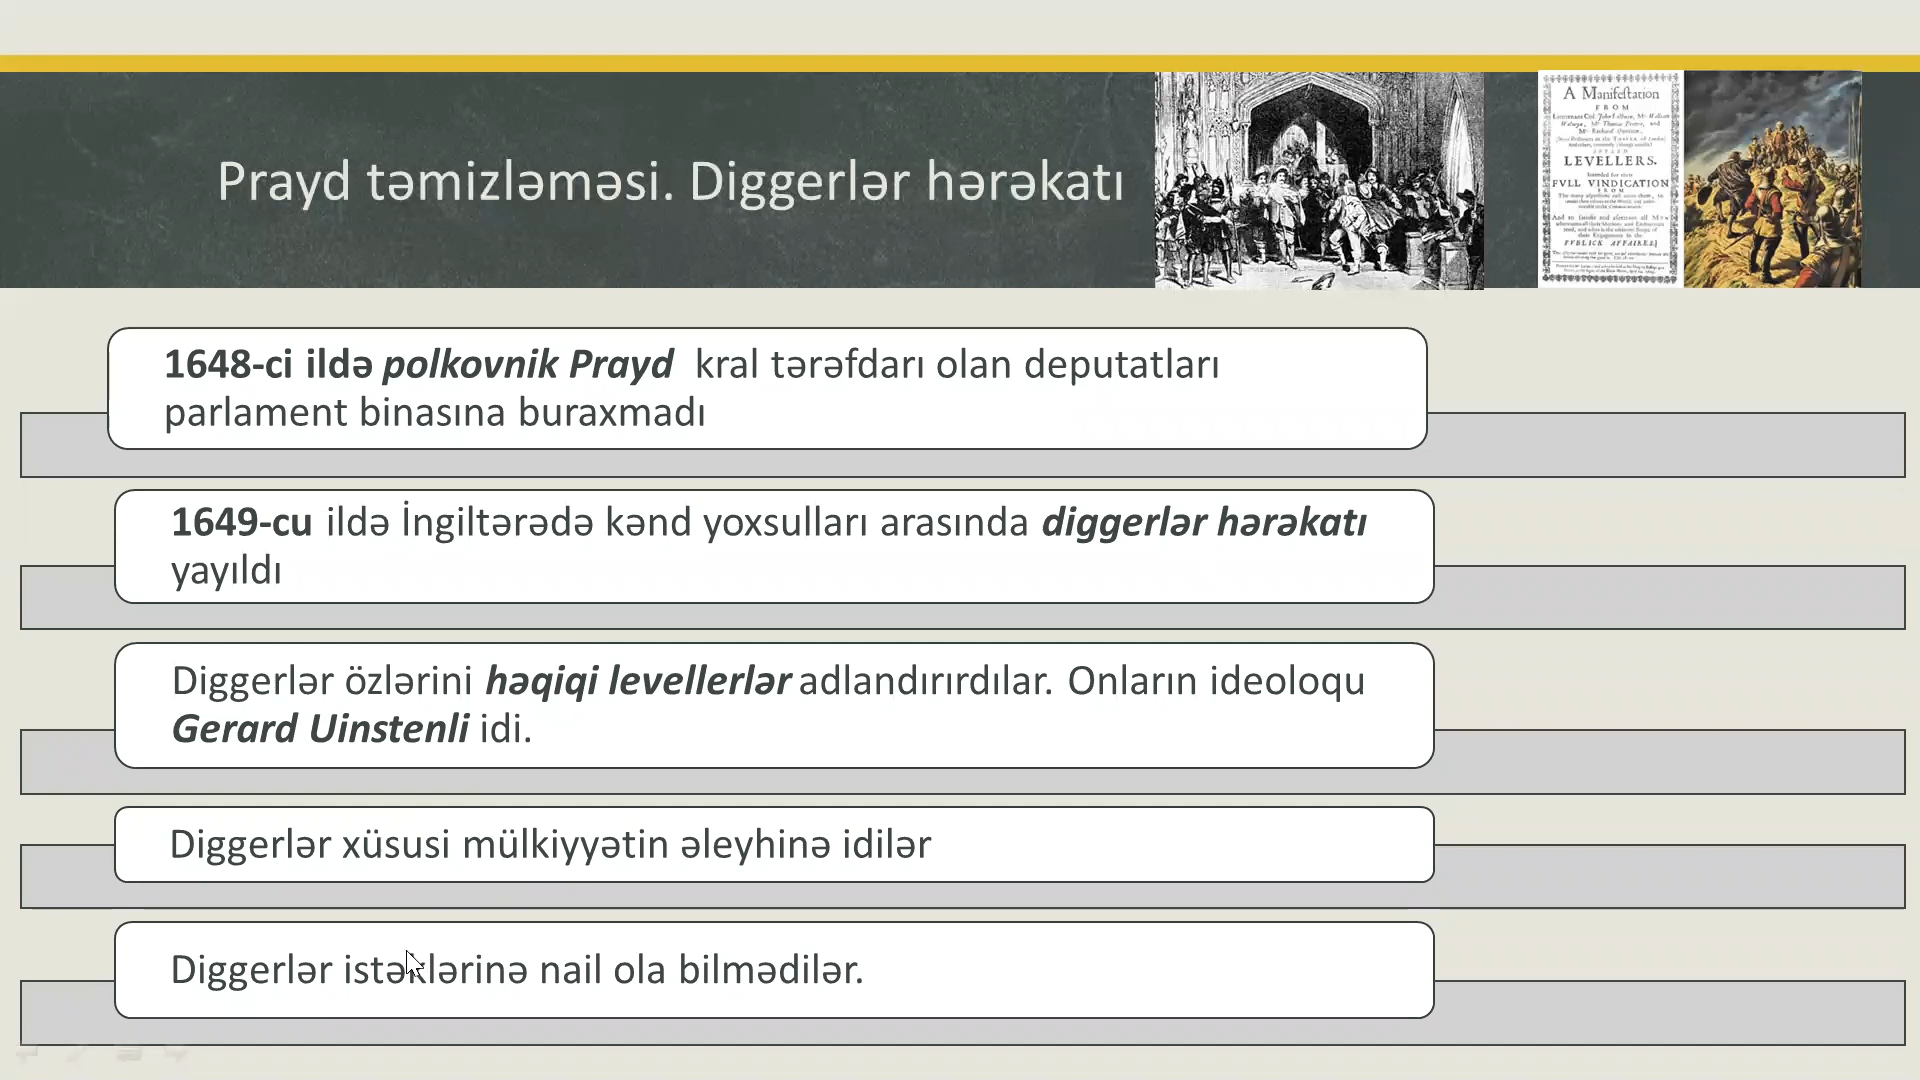 Prayd təmizləməsi. Diggerlər hərəkatı
A Manifeſtation
FROM
LEVELLERS.
FVLL VINDICATION
FROM
PVBLICK AFFAIRES
1648-ci ildə polkovnik Prayd kral tərəfdarı olan deputatları
parlament binasına buraxmadı
1649-cu ildə İngiltərədə kənd yoxsulları arasında diggerlər hərəkatı
yayıldı
Diggerlər özlərini həqiqi levellerlər adlandırırdılar. Onların ideoloqu
Gerard Uinstenli idi.
Diggerlər xüsusi mülkiyyətin əleyhinə idilər
Diggerlər istəklərinə nail ola bilmədilər.